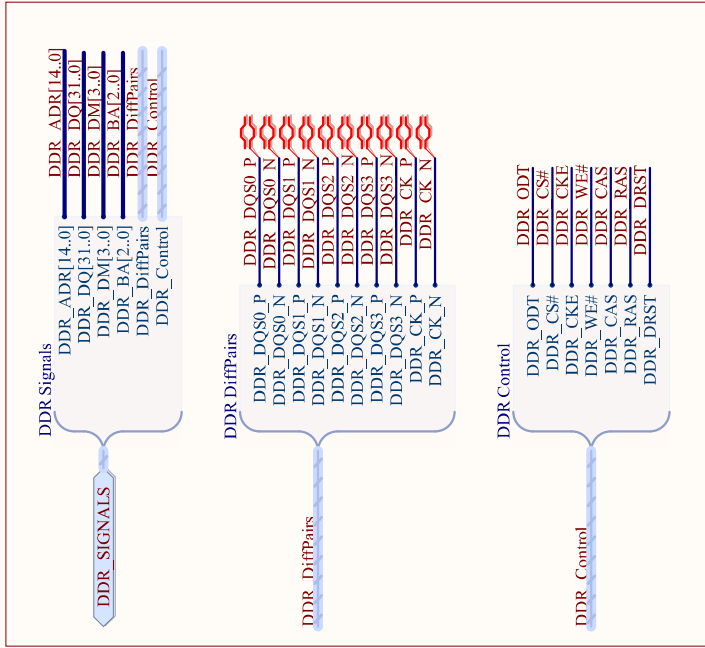 DDR_ADR[14..0]
DDR_DQ[31..0]
DDR_DM[3..0]
DDR_BA[2..0]
DDR_DiffPairs
DDR_Control
DDR_ADR[14..0]
DDR_DQ[31..0]
DDR_DM[3..0]
DDR_BA[2..0]
DDR_DiffPairs
DDR_Control
DDR Signals
DDR_SIGNALS
DDR_DQS0_P
DDR_DQS0_N
DDR_DQS1_P
DDR_DQS1_N
DDR_DQS2_P
DDR_DQS2_N
DDR_DQS3_P
DDR_DQS3_N
DDR_CK_P
DDR_CK_N
DDR_DQS0_P
DDR_DQS0_N
DDR_DQS1_P
DDR_DQS1_N
DDR_DQS2_P
DDR_DQS2_N
DDR_DQS3_P
DDR_DQS3_N
DDR_CK_P
DDR_CK_N
DDR DiffPairs
DDR_DiffPairs
DDR_ODT
DDR_CS#
DDR_CKE
DDR_WE#
DDR_CAS
DDR_RAS
DDR_DRST
DDR_ODT
DDR_CS#
DDR_CKE
DDR_WE#
DDR_CAS
DDR_RAS
DDR_DRST
DDR Control
DDR_Control